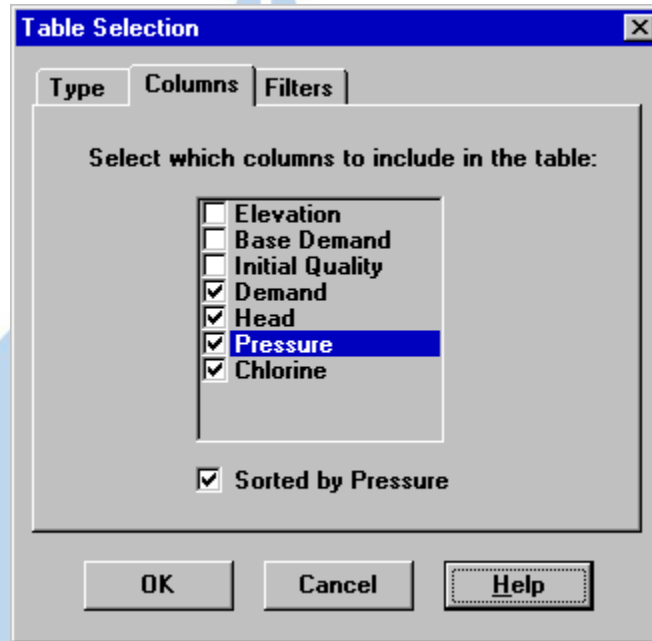 Table Selection
Type Columns Filters
Select which columns to include in the table:
Elevation
Base Demand
Initial Quality
Demand
Head
Pressure
Chlorine
Sorted by Pressure
OK Cancel Help